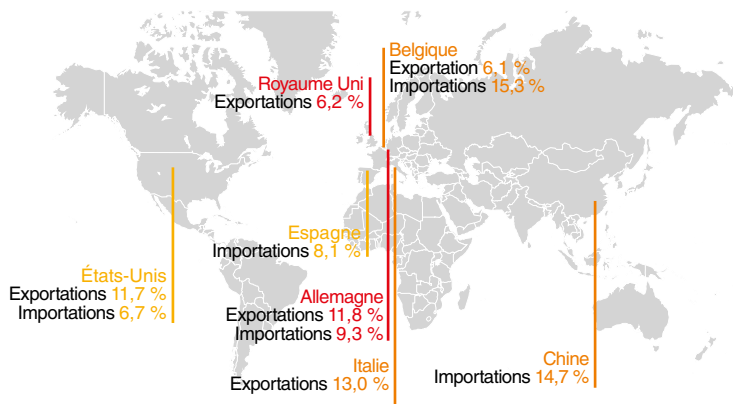 Belgique
Exportation 6,1 %
Importations 15,3 %
Royaume Uni
Exportations 6,2 %
Espagne
Importations 8,1 %
États-Unis
Exportations 11,7 %
Importations 6,7 %
Allemagne
Exportations 11,8 %
Importations 9,3 %
Italie
Exportations 13,0 %
Chine
Importations 14,7 %